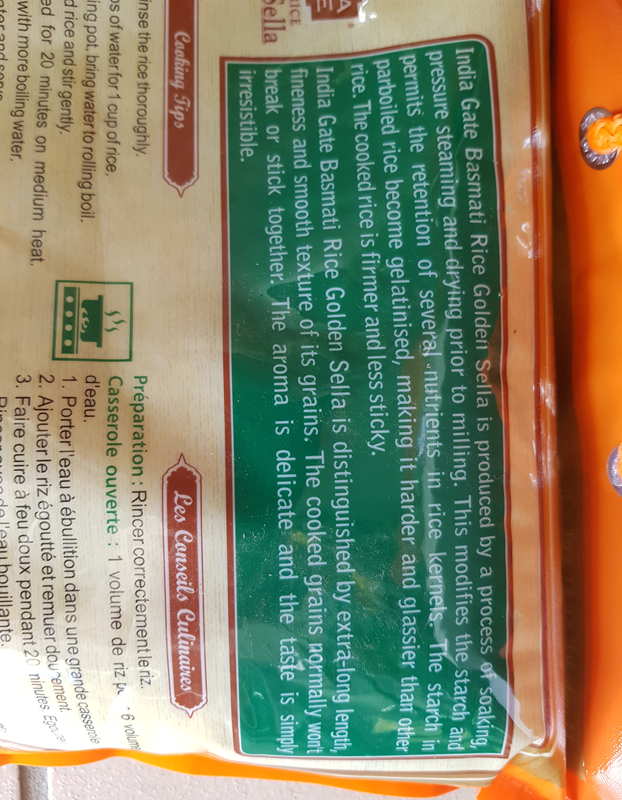 RICE
Sella
India Gate Basmati Rice Golden Sella is produced by a process of soaking,
pressure steaming and drying prior to milling. This modifies the starch and
permits the retention of several nutrients in rice kernels. The starch in
parboiled rice become gelatinised, making it harder and glassier than other
rice. The cooked rice is firmer and less sticky.
India Gate Basmati Rice Golden Sella is distinguished by extra-long length,
fineness and smooth texture of its grains. The cooked grains normally won't
break or stick together. The aroma is delicate and the taste is simply
irresistible.
Cooking Tips
rinse the rice thoroughly.
of water for 1 cup of rice.
pot, bring water to rolling boil.
rice and stir gently.
for 20 minutes on medium heat.
with more boiling water.
and serve
Les Conseils Culinaires
Préparation : Rincer correctement le riz.
Casserole ouverte : 1 volume de riz 6
d'eau.
1. Porter l'eau à ébullition dans une grande casserole
2. Ajouter le riz égoutté et remuer doucement.
3. Faire cuire à feu doux pendant 20 minutes.
l'eau bouillante.